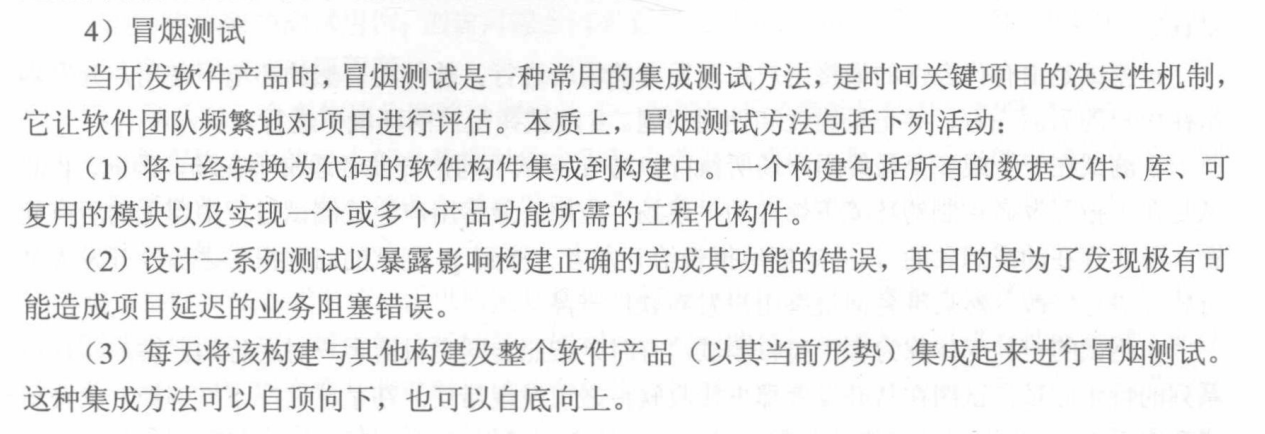 4）冒烟测试
当开发软件产品时，冒烟测试是一种常用的集成测试方法，是时间关键项目的决定性机制，
它让软件团队频繁地对项目进行评估。本质上，冒烟测试方法包括下列活动：
（1）将已经转换为代码的软件构件集成到构建中。一个构建包括所有的数据文件、库、可
复用的模块以及实现一个或多个产品功能所需的工程化构件。
（2）设计一系列测试以暴露影响构建正确的完成其功能的错误，其目的是为了发现极有可
能造成项目延迟的业务阻塞错误。
（3）每天将该构建与其他构建及整个软件产品（以其当前形势）集成起来进行冒烟测试。
这种集成方法可以自顶向下，也可以自底向上。